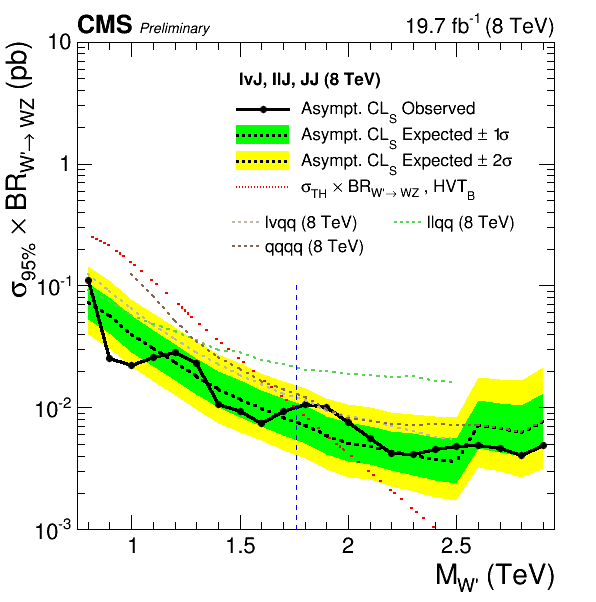 CMS Preliminary 19.7 fb⁻¹ (8 TeV)
σ95% × BRW'→ WZ (pb)
10
1
10⁻¹
10⁻²
10⁻³
lνJ, llJ, JJ (8 TeV)
Asympt. CLS Observed
Asympt. CLS Expected ± 1σ
Asympt. CLS Expected ± 2σ
σTH × BRW'→ WZ , HVTB
lvqq (8 TeV) llqq (8 TeV)
qqqq (8 TeV)
1 1.5 2 2.5
MW' (TeV)